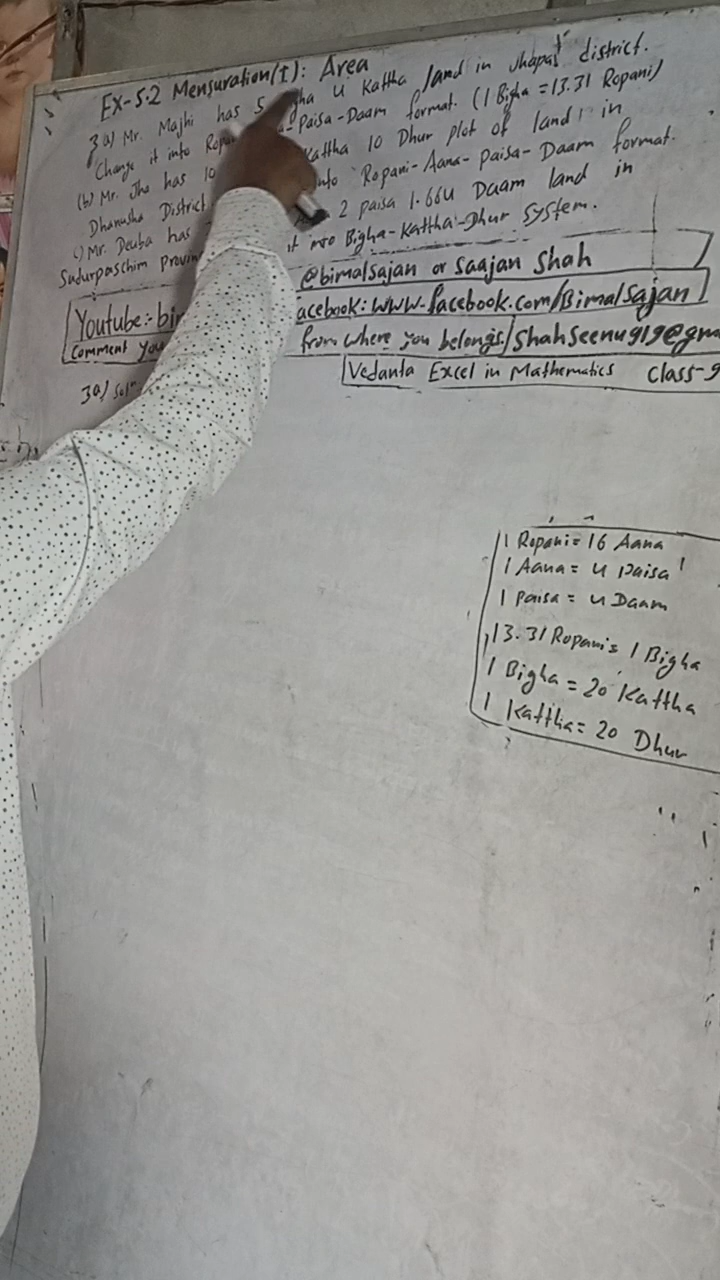 Ex-5.2 Mensuration(I): Area
3 a) Mr. Majhi has 5 gha 4 Kattha land in Jhapa district.
Change it into Ropa -Paisa-Daam format. (1 Bigha = 13.31 Ropani)
(b) Mr. Jha has 10 Kattha 10 Dhur plot of land in
Dhanusha District into Ropani-Aana-Paisa-Daam format.
c) Mr. Deuba has 2 paisa 1.664 Daam land in
Sudurpaschim Provin it into Bigha-Kattha-Dhur system.
@bimalsajan or Saajan Shah
Youtube:- bi acebook: www.facebook.com/Bimalsajan
Comment you from where you belongs/shahseenu919@gma
Vedanta Excel in Mathematics Class-9
3a) Solⁿ
1 Ropani = 16 Aana
1 Aana = 4 paisa
1 paisa = 4 Daam
13.31 Ropani = 1 Bigha
1 Bigha = 20 Kattha
1 Kattha = 20 Dhur